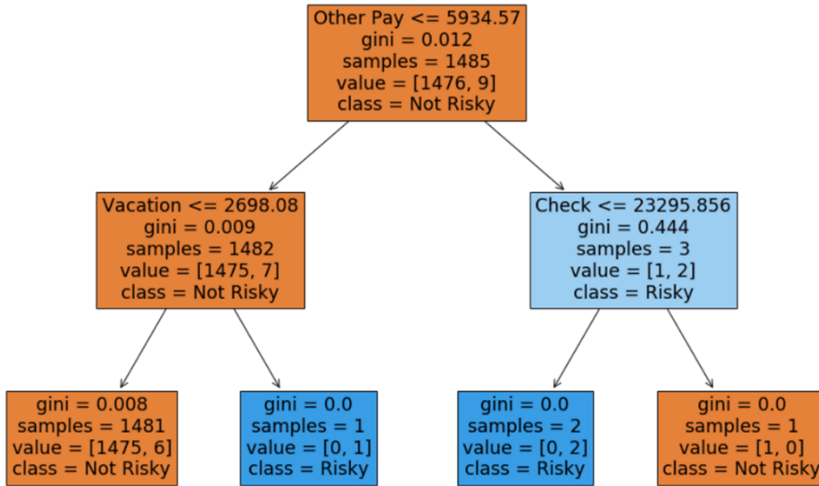 Other Pay <= 5934.57
gini = 0.012
samples = 1485
value = [1476, 9]
class = Not Risky
Vacation <= 2698.08
gini = 0.009
samples = 1482
value = [1475, 7]
class = Not Risky
Check <= 23295.856
gini = 0.444
samples = 3
value = [1, 2]
class = Risky
gini = 0.008
samples = 1481
value = [1475, 6]
class = Not Risky
gini = 0.0
samples = 1
value = [0, 1]
class = Risky
gini = 0.0
samples = 2
value = [0, 2]
class = Risky
gini = 0.0
samples = 1
value = [1, 0]
class = Not Risky